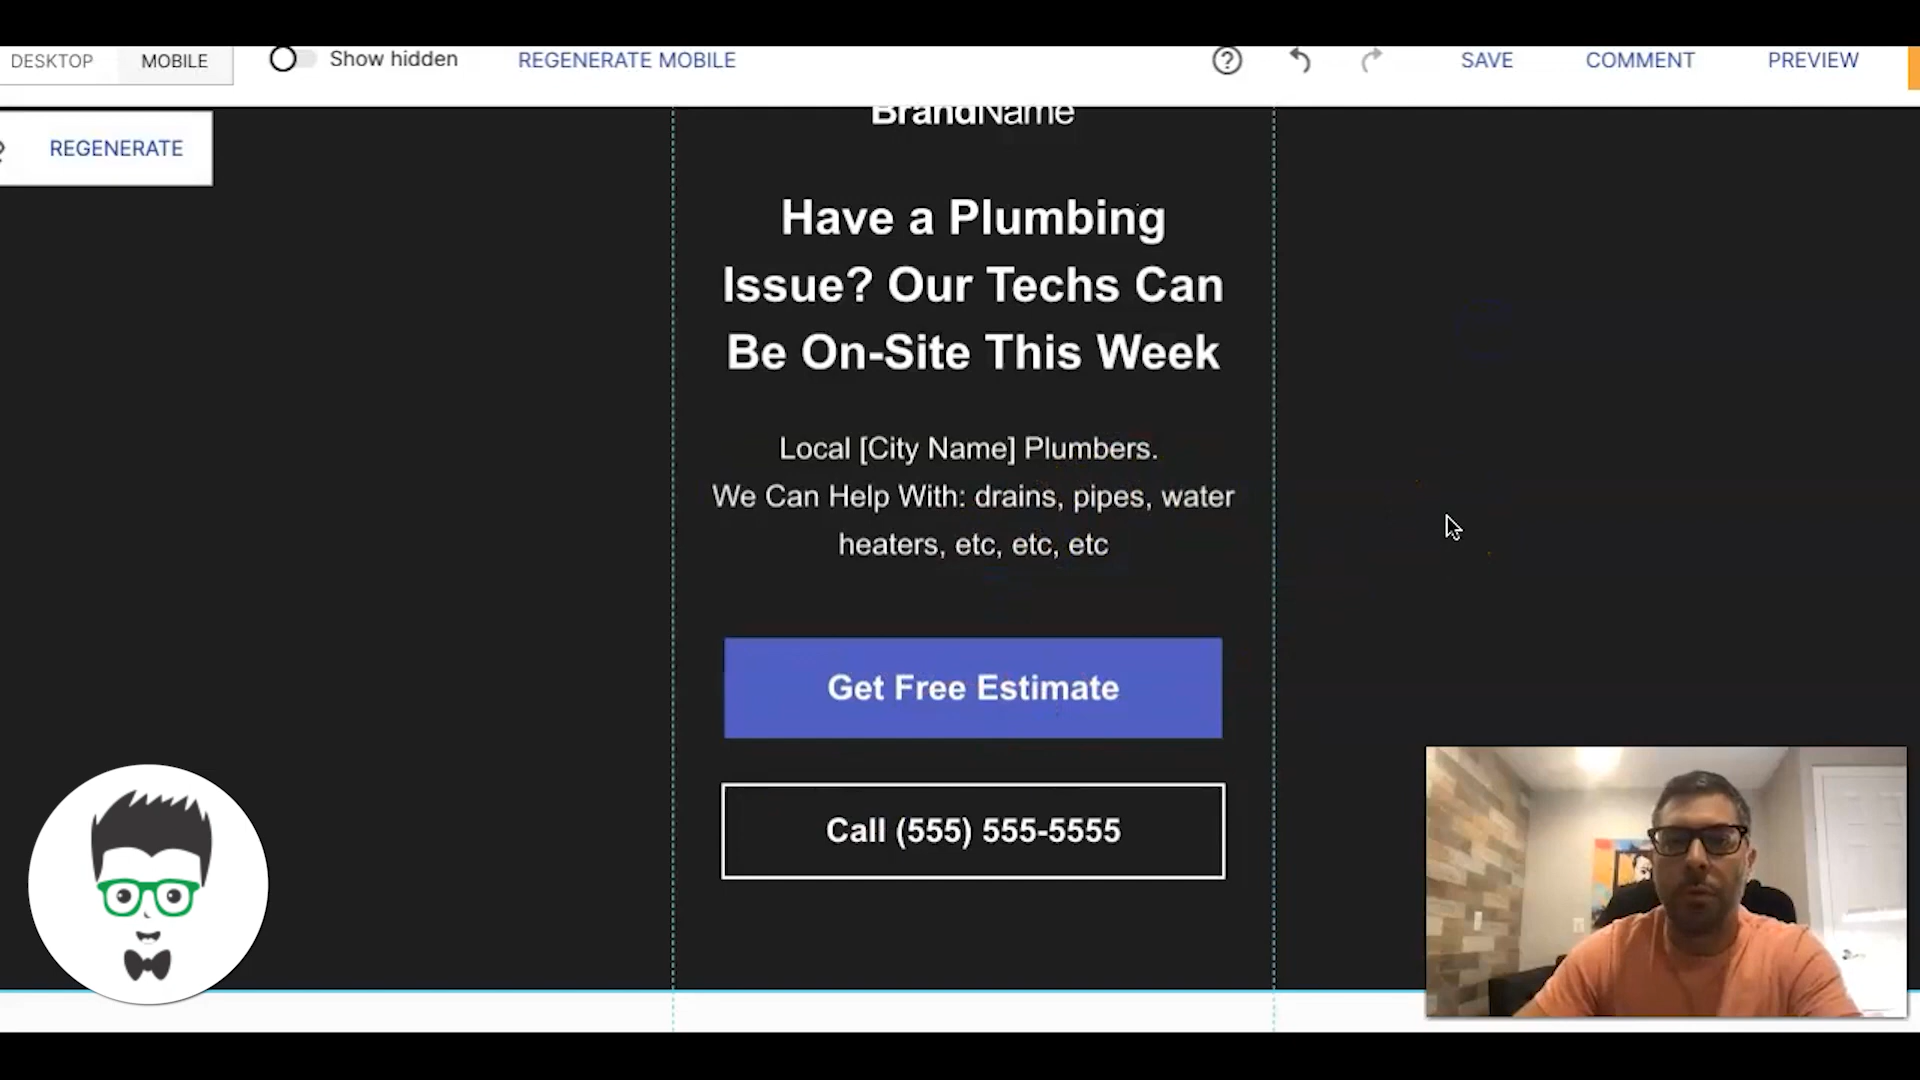 DESKTOP
MOBILE
Show hidden
REGENERATE MOBILE
?
SAVE
COMMENT
PREVIEW
? REGENERATE
BrandName
Have a Plumbing
Issue? Our Techs Can
Be On-Site This Week
Local [City Name] Plumbers.
We Can Help With: drains, pipes, water
heaters, etc, etc, etc
Get Free Estimate
Call (555) 555-5555